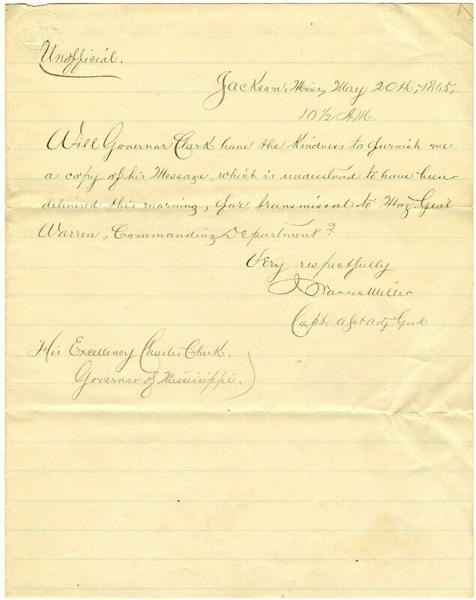 Unofficial.
Jackson, Miss, May 20th, 1865,
10½ A.M.
Will Governor Clark have the kindness to furnish me
a copy of his Message, which is understood to have been
delivered this morning, for transmissal to Maj. Genl
Warren, Commanding Department?
Very respectfully
J Warren Miller
Capt & Asst Adj Genl
His Excellency Charles Clark,
Governor of Mississippi.